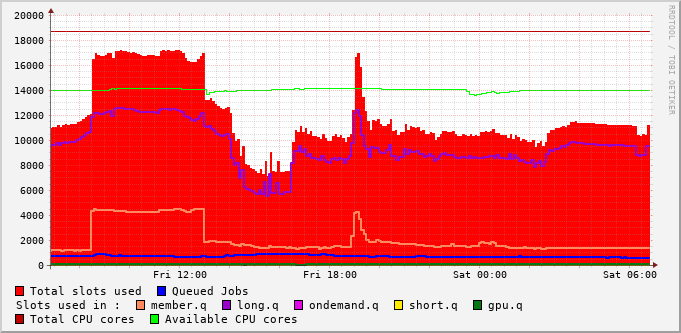 20000
18000
16000
14000
12000
10000
8000
6000
4000
2000
0
Fri 12:00 Fri 18:00 Sat 00:00 Sat 06:00
RRDTOOL / TOBI OETIKER
Total slots used Queued Jobs
Slots used in : member.q long.q ondemand.q short.q gpu.q
Total CPU cores Available CPU cores